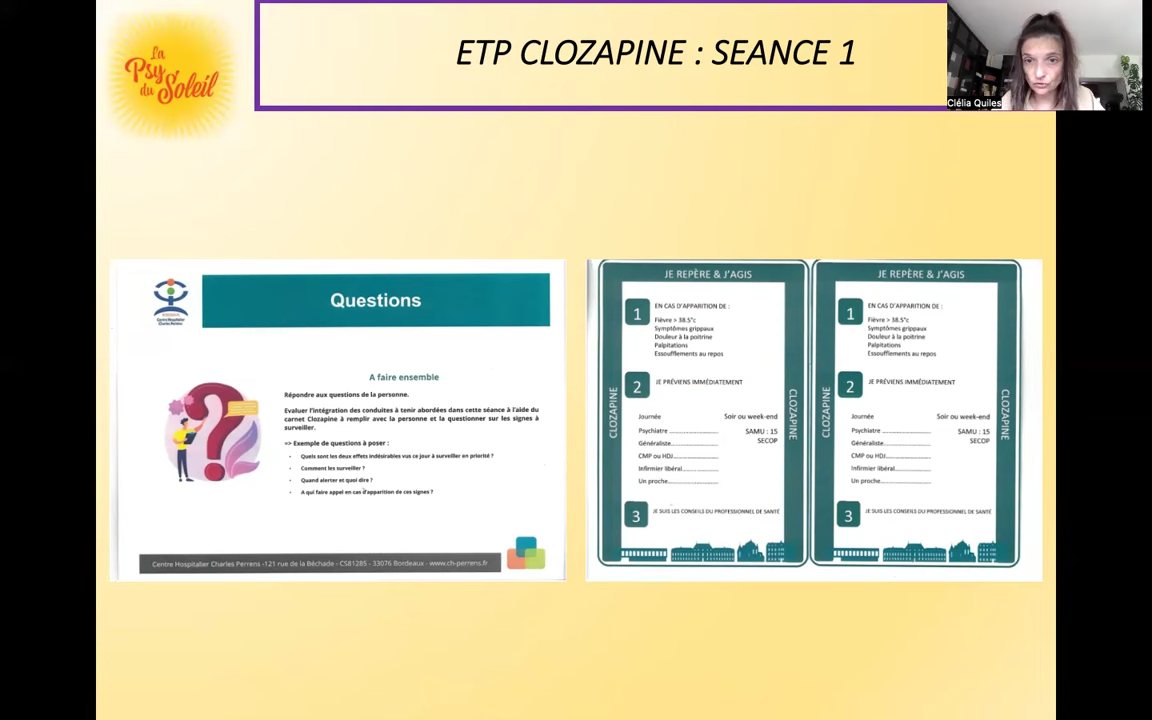 La
Psy
du Soleil
ETP CLOZAPINE : SEANCE 1
Clélia Quiles
Centre Hospitalier
Charles Perrens
Questions
A faire ensemble
Répondre aux questions de la personne.
Evaluer l'intégration des conduites à tenir abordées dans cette séance à l'aide du
carnet Clozapine à remplir avec la personne et la questionner sur les signes à
surveiller.
=> Exemple de questions à poser :
• Quels sont les deux effets indésirables vus ce jour à surveiller en priorité ?
• Comment les surveiller ?
• Quand alerter et quoi dire ?
• A qui faire appel en cas d'apparition de ces signes ?
Centre Hospitalier Charles Perrens -121 rue de la Béchade - CS81285 - 33076 Bordeaux - www.ch-perrens.fr
JE REPÈRE & J'AGIS
1
EN CAS D'APPARITION DE :
Fièvre > 38.5°c
Symptômes grippaux
Douleur à la poitrine
Palpitations
Essoufflements au repos
2
JE PRÉVIENS IMMÉDIATEMENT
CLOZAPINE
CLOZAPINE
Journée Soir ou week-end
Psychiatre .................... SAMU : 15
Généraliste.................... SECOP
CMP ou HDJ....................
Infirmier libéral....................
Un proche....................
3
JE SUIS LES CONSEILS DU PROFESSIONNEL DE SANTÉ
JE REPÈRE & J'AGIS
1
EN CAS D'APPARITION DE :
Fièvre > 38.5°c
Symptômes grippaux
Douleur à la poitrine
Palpitations
Essoufflements au repos
2
JE PRÉVIENS IMMÉDIATEMENT
CLOZAPINE
CLOZAPINE
Journée Soir ou week-end
Psychiatre .................... SAMU : 15
Généraliste.................... SECOP
CMP ou HDJ....................
Infirmier libéral....................
Un proche....................
3
JE SUIS LES CONSEILS DU PROFESSIONNEL DE SANTÉ